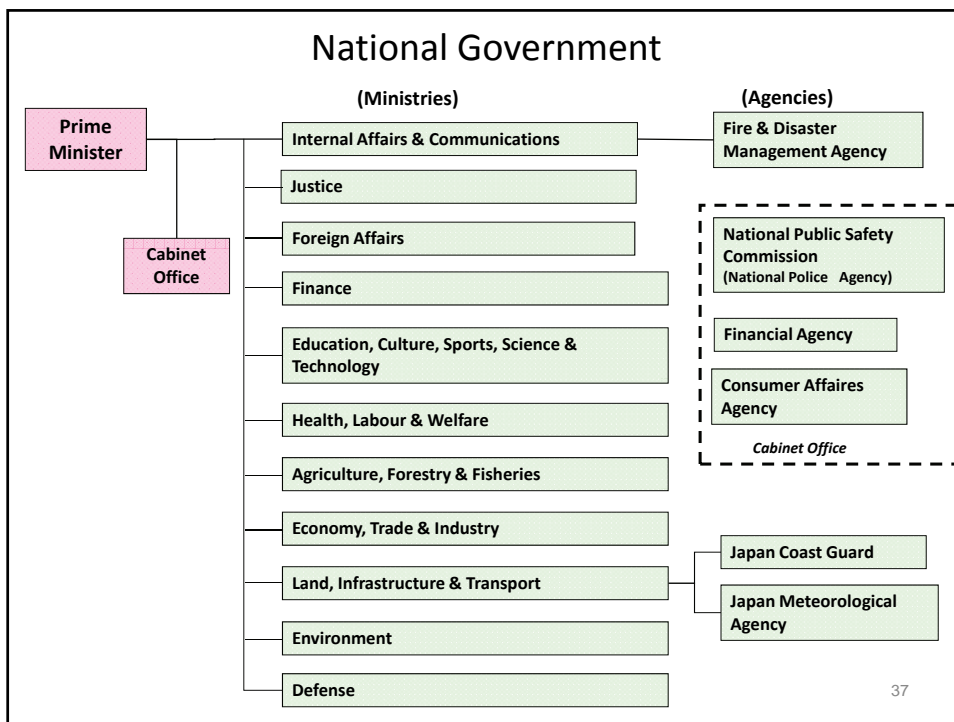 National Government
(Ministries)
(Agencies)
Prime
Minister
Cabinet
Office
Internal Affairs & Communications
Justice
Foreign Affairs
Finance
Education, Culture, Sports, Science &
Technology
Health, Labour & Welfare
Agriculture, Forestry & Fisheries
Economy, Trade & Industry
Land, Infrastructure & Transport
Environment
Defense
Fire & Disaster
Management Agency
National Public Safety
Commission
(National Police Agency)
Financial Agency
Consumer Affaires
Agency
Cabinet Office
Japan Coast Guard
Japan Meteorological
Agency
37